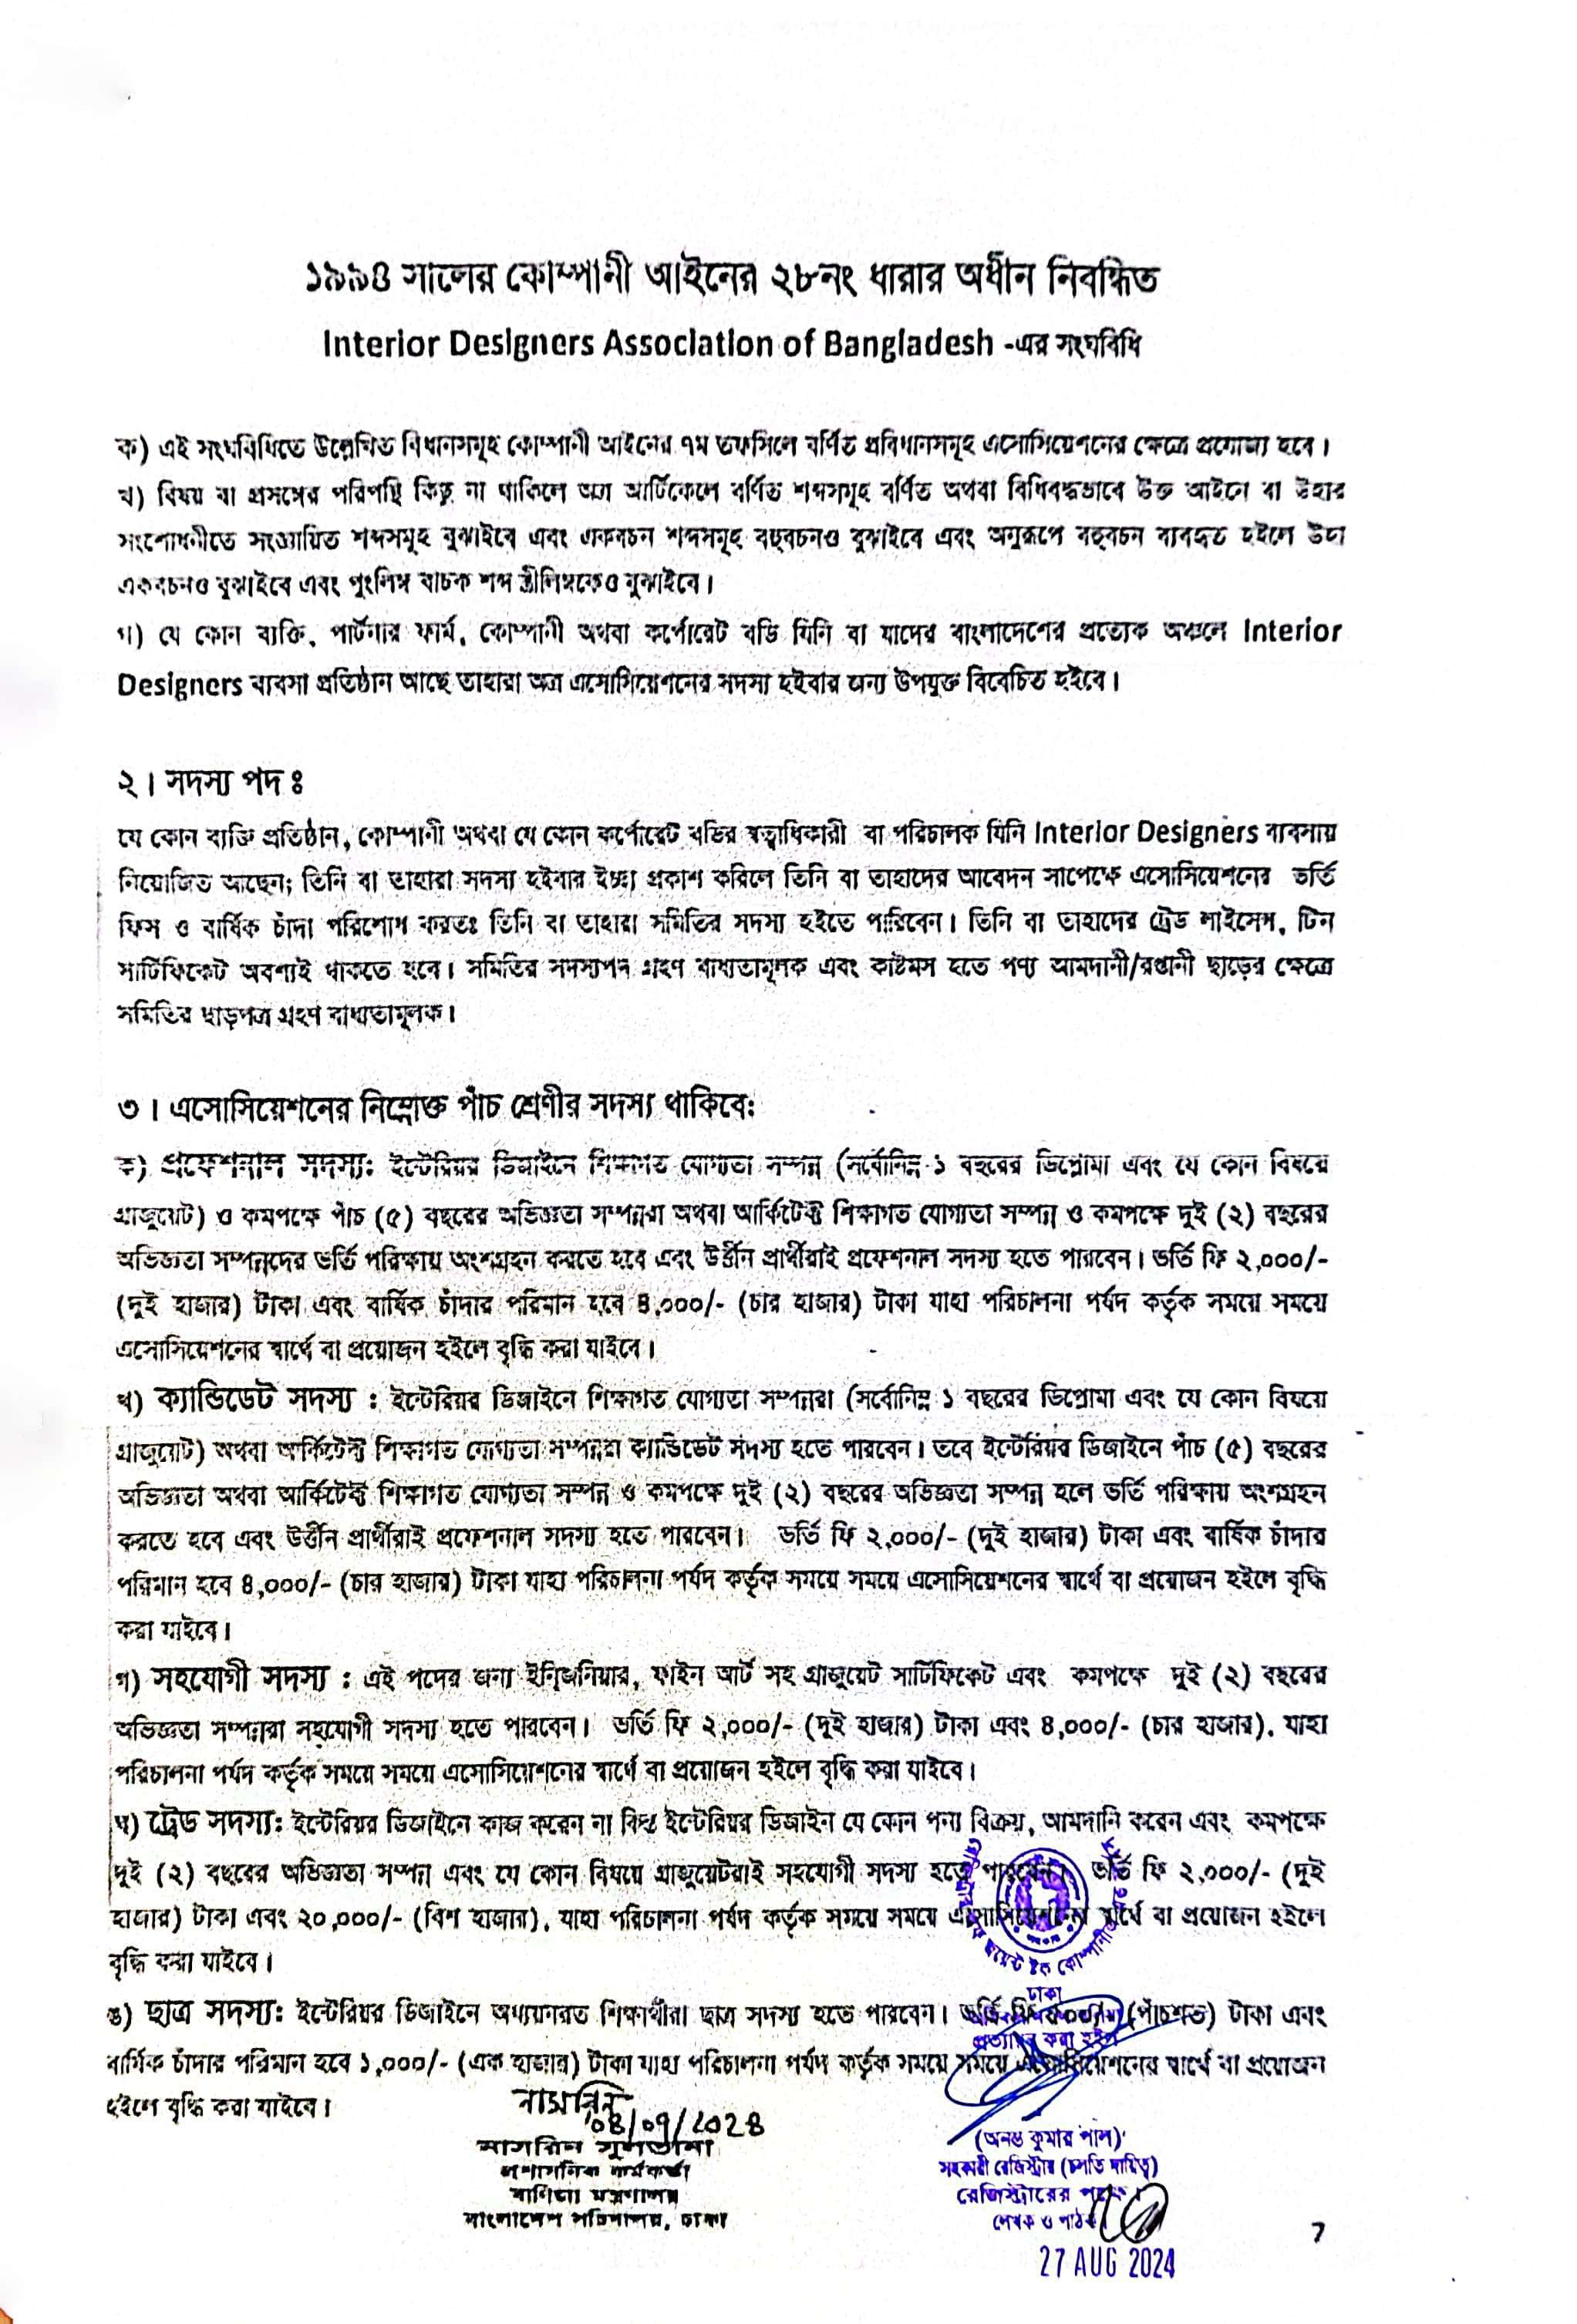 ১৯৯৪ সালের কোম্পানী আইনের ২৮নং ধারার অধীন নিবন্ধিত
Interior Designers Association of Bangladesh -এর সংঘবিধি
ক) এই সংঘবিধিতে উল্লেখিত বিধানসমূহ কোম্পানী আইনের ৭ম তফসিলে বর্ণিত প্রবিধানসমূহ এসোসিয়েশনের ক্ষেত্রে প্রযোজ্য হবে।
খ) বিষয় বা প্রসঙ্গের পরিপন্থি কিছু না থাকিলে অত্র আর্টিকেলে বর্ণিত শব্দসমূহ বর্ণিত অথবা বিধিবদ্ধভাবে উক্ত আইনে বা উহার
সংশোধনীতে সংজ্ঞায়িত শব্দসমূহ বুঝাইবে এবং একবচন শব্দসমূহ বহুবচনও বুঝাইবে এবং অনুরূপে বহুবচন ব্যবহৃত হইলে উহা
একবচনও বুঝাইবে এবং পুংলিঙ্গ বাচক শব্দ স্ত্রীলিঙ্গকেও বুঝাইবে।
গ) যে কোন ব্যক্তি, পার্টনার ফার্ম, কোম্পানী অথবা কর্পোরেট বডি যিনি বা যাদের বাংলাদেশের প্রত্যেক অঞ্চলে Interior
Designers ব্যবসা প্রতিষ্ঠান আছে তাহারা অত্র এসোসিয়েশনের সদস্য হইবার জন্য উপযুক্ত বিবেচিত হইবে।
২। সদস্য পদ ঃ
যে কোন ব্যক্তি প্রতিষ্ঠান, কোম্পানী অথবা যে কোন কর্পোরেট বডির স্বত্বাধিকারী বা পরিচালক যিনি Interior Designers ব্যবসায়
নিয়োজিত আছেন; তিনি বা তাহারা সদস্য হইবার ইচ্ছা প্রকাশ করিলে তিনি বা তাহাদের আবেদন সাপেক্ষে এসোসিয়েশনের ভর্তি
ফিস ও বার্ষিক চাঁদা পরিশোধ করতঃ তিনি বা তাহারা সমিতির সদস্য হইতে পারিবেন। তিনি বা তাহাদের ট্রেড লাইসেন্স, টিন
সার্টিফিকেট অবশ্যই থাকতে হবে। সমিতির সদস্যপদ গ্রহণ বাধ্যতামূলক এবং কাষ্টমস হতে পণ্য আমদানী/রপ্তানী ছাড়ের ক্ষেত্রে
সমিতির ছাড়পত্র গ্রহণ বাধ্যতামূলক।
৩। এসোসিয়েশনের নিম্নোক্ত পাঁচ শ্রেণীর সদস্য থাকিবে:
ক) প্রফেশনাল সদস্য: ইন্টেরিয়র ডিজাইনে শিক্ষাগত যোগ্যতা সম্পন্ন (সর্বোনিম্ন ১ বছরের ডিপ্লোমা এবং যে কোন বিষয়ে
গ্রাজুয়েট) ও কমপক্ষে পাঁচ (৫) বছরের অভিজ্ঞতা সম্পন্নরা অথবা আর্কিটেক্ট শিক্ষাগত যোগ্যতা সম্পন্ন ও কমপক্ষে দুই (২) বছরের
অভিজ্ঞতা সম্পন্নদের ভর্তি পরিক্ষায় অংশগ্রহন করতে হবে এবং উর্ত্তীন প্রার্থীরাই প্রফেশনাল সদস্য হতে পারবেন। ভর্তি ফি ২,০০০/-
(দুই হাজার) টাকা এবং বার্ষিক চাঁদার পরিমান হবে ৪,০০০/- (চার হাজার) টাকা যাহা পরিচালনা পর্ষদ কর্তৃক সময়ে সময়ে
এসোসিয়েশনের স্বার্থে বা প্রয়োজন হইলে বৃদ্ধি করা যাইবে।
খ) ক্যান্ডিডেট সদস্য : ইন্টেরিয়র ডিজাইনে শিক্ষাগত যোগ্যতা সম্পন্নরা (সর্বোনিম্ন ১ বছরের ডিপ্লোমা এবং যে কোন বিষয়ে
গ্রাজুয়েট) অথবা আর্কিটেক্ট শিক্ষাগত যোগ্যতা সম্পন্নরা ক্যান্ডিডেট সদস্য হতে পারবেন। তবে ইন্টেরিয়র ডিজাইনে পাঁচ (৫) বছরের
অভিজ্ঞতা অথবা আর্কিটেক্ট শিক্ষাগত যোগ্যতা সম্পন্ন ও কমপক্ষে দুই (২) বছরের অভিজ্ঞতা সম্পন্ন হলে ভর্তি পরিক্ষায় অংশগ্রহন
করতে হবে এবং উর্ত্তীন প্রার্থীরাই প্রফেশনাল সদস্য হতে পারবেন। ভর্তি ফি ২,০০০/- (দুই হাজার) টাকা এবং বার্ষিক চাঁদার
পরিমান হবে ৪,০০০/- (চার হাজার) টাকা যাহা পরিচালনা পর্ষদ কর্তৃক সময়ে সময়ে এসোসিয়েশনের স্বার্থে বা প্রয়োজন হইলে বৃদ্ধি
করা যাইবে।
গ) সহযোগী সদস্য : এই পদের জন্য ইন্জিনিয়ার, ফাইন আর্ট সহ গ্রাজুয়েট সার্টিফিকেট এবং কমপক্ষে দুই (২) বছরের
অভিজ্ঞতা সম্পন্নরা সহযোগী সদস্য হতে পারবেন। ভর্তি ফি ২,০০০/- (দুই হাজার) টাকা এবং ৪,০০০/- (চার হাজার), যাহা
পরিচালনা পর্ষদ কর্তৃক সময়ে সময়ে এসোসিয়েশনের স্বার্থে বা প্রয়োজন হইলে বৃদ্ধি করা যাইবে।
ঘ) ট্রেড সদস্য: ইন্টেরিয়র ডিজাইনে কাজ করেন না কিন্তু ইন্টেরিয়র ডিজাইন যে কোন পন্য বিক্রয়, আমদানি করেন এবং কমপক্ষে
দুই (২) বছরের অভিজ্ঞতা সম্পন্ন এবং যে কোন বিষয়ে গ্রাজুয়েটরাই সহযোগী সদস্য হতে পারবেন। ভর্তি ফি ২,০০০/- (দুই
হাজার) টাকা এবং ২০,০০০/- (বিশ হাজার), যাহা পরিচালনা পর্ষদ কর্তৃক সময়ে সময়ে এসোসিয়েশনের স্বার্থে বা প্রয়োজন হইলে
বৃদ্ধি করা যাইবে।
ঙ) ছাত্র সদস্য: ইন্টেরিয়র ডিজাইনে অধ্যয়নরত শিক্ষার্থীরা ছাত্র সদস্য হতে পারবেন। ভর্তি ফি ৫০০/- (পাঁচশত) টাকা এবং
বার্ষিক চাঁদার পরিমান হবে ১,০০০/- (এক হাজার) টাকা যাহা পরিচালনা পর্ষদ কর্তৃক সময়ে সময়ে এসোসিয়েশনের স্বার্থে বা প্রয়োজন
হইলে বৃদ্ধি করা যাইবে।
নাসরিন
০৪/০৭/২০২৪
নাসরিন সুলতানা
প্রশাসনিক কর্মকর্তা
বাণিজ্য মন্ত্রণালয়
বাংলাদেশ সচিবালয়, ঢাকা
ঢাকা
প্রত্যয়ন করা হইল
(অনন্ত কুমার পাল)
সহকারী রেজিস্ট্রার (চলতি দায়িত্ব)
রেজিস্ট্রারের পক্ষে
লেখক ও পাঠক
27 AUG 2024
7